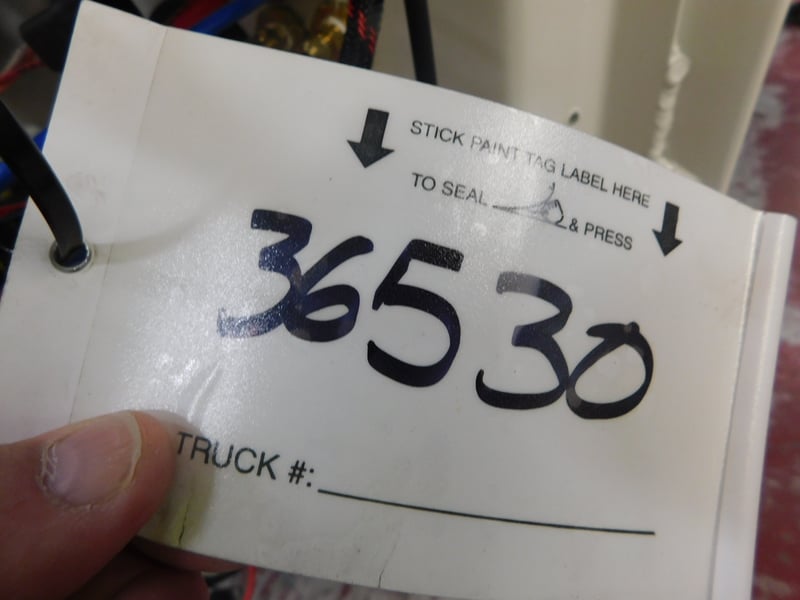 STICK PAINT TAG LABEL HERE
TO SEAL & PRESS
36530
TRUCK #: